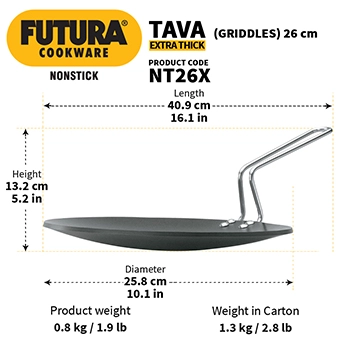 FUTURA®
COOKWARE
NONSTICK
TAVA
EXTRA THICK
(GRIDDLES) 26 cm
PRODUCT CODE
NT26X
Length
40.9 cm
16.1 in
Height
13.2 cm
5.2 in
Diameter
25.8 cm
10.1 in
Product weight
0.8 kg / 1.9 lb
Weight in Carton
1.3 kg / 2.8 lb